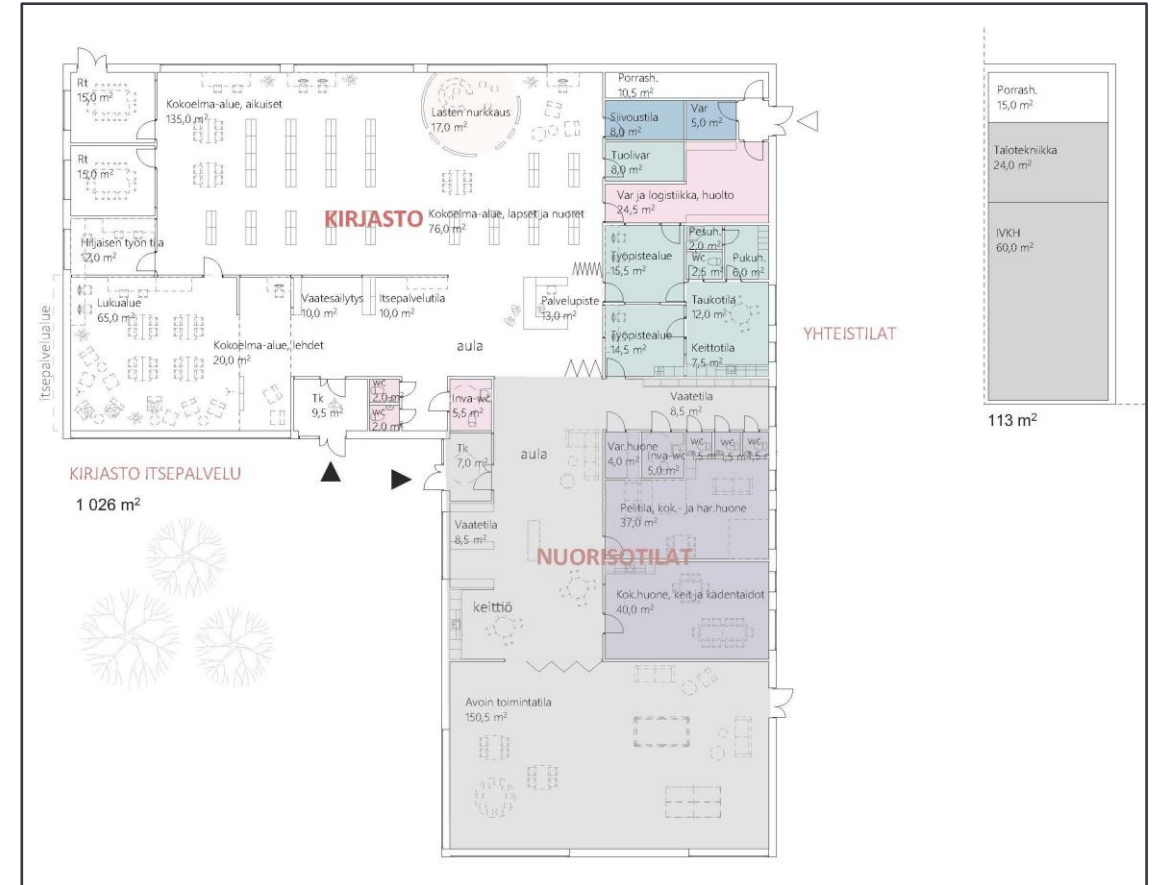 Rt
15,0 m²
Kokoelma-alue, aikuiset
135,0 m²
Lasten nurkkaus
17,0 m²
Porrash.
10,5 m²
Siivoustila
8,0 m²
Var
5,0 m²
Tuolivar
8,0 m²
Var ja logistiikka, huolto
24,5 m²
Rt
15,0 m²
Hiljaisen työn tila
12,0 m²
KIRJASTO
Kokoelma-alue, lapset ja nuoret
76,0 m²
Työpistealue
15,5 m²
Pesuh.
2,0 m²
wc
2,5 m²
Pukuh.
6,0 m²
itsepalvelualue
Lukualue
65,0 m²
Kokoelma-alue, lehdet
20,0 m²
Vaatesäilytys
10,0 m²
Itsepalvelutila
10,0 m²
Palvelupiste
13,0 m²
aula
Työpistealue
14,5 m²
Taukotila
12,0 m²
Keittotila
7,5 m²
YHTEISTILAT
Tk
9,5 m²
wc
2,0 m²
wc
2,0 m²
Inva-wc
5,5 m²
Vaatetila
8,5 m²
Tk
7,0 m²
aula
Var.huone
4,0 m²
Inva-wc
5,0 m²
wc
1,5 m²
wc
1,5 m²
wc
1,5 m²
KIRJASTO ITSEPALVELU
1 026 m²
Pelitila, kok.- ja har.huone
37,0 m²
Vaatetila
8,5 m²
NUORISOTILAT
keittiö
Kok.huone, keit ja kädentaidot
40,0 m²
Avoin toimintatila
150,5 m²
Porrash.
15,0 m²
Talotekniikka
24,0 m²
IVKH
60,0 m²
113 m²